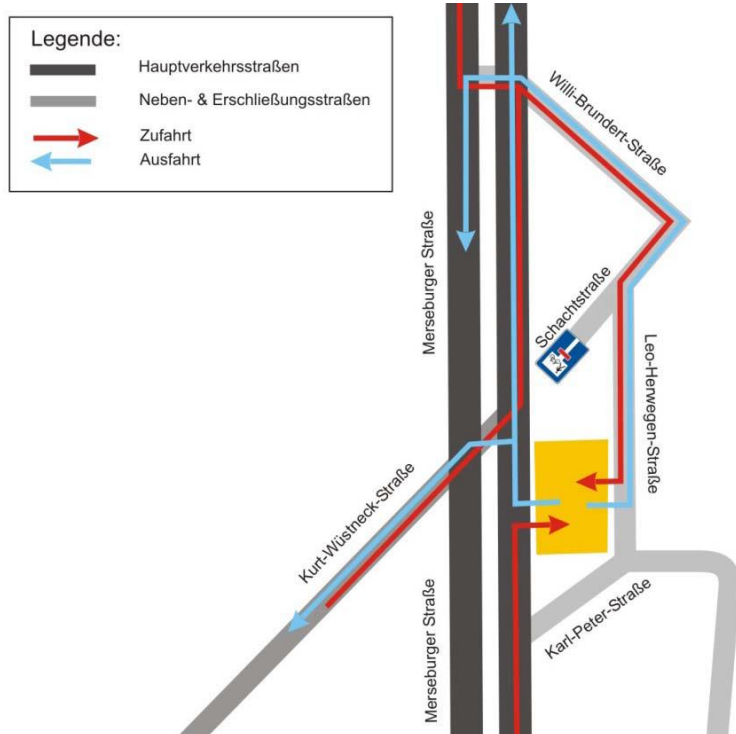 Legende:
Hauptverkehrsstraßen
Neben- & Erschließungsstraßen
Zufahrt
Ausfahrt
Willi-Brundert-Straße
Merseburger Straße
Schachtstraße
Leo-Herwegen-Straße
Kurt-Wüstneck-Straße
Merseburger Straße
Karl-Peter-Straße